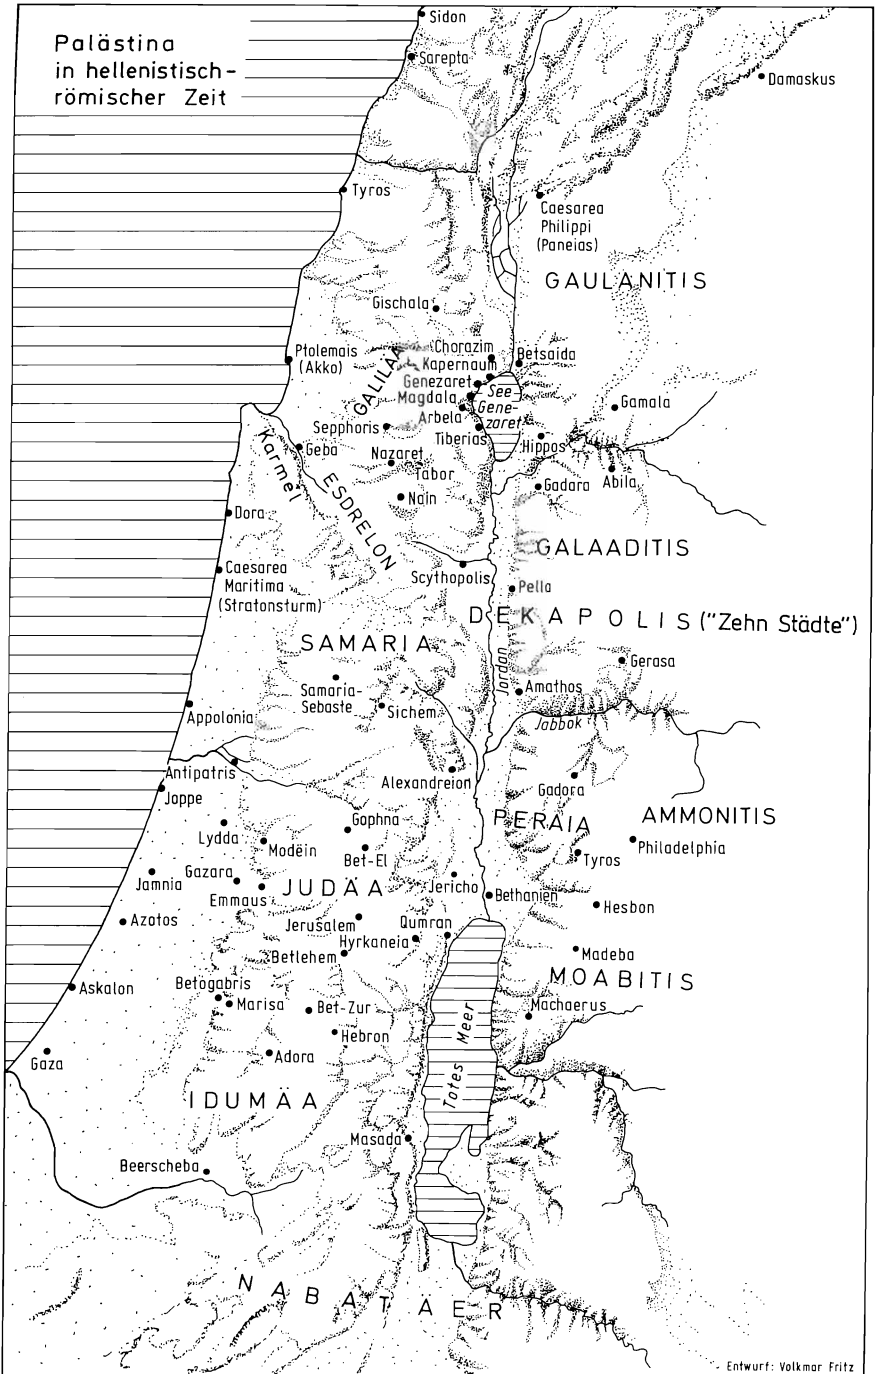 Palästina
in hellenistisch-
römischer Zeit
Sidon
Sarepta
Damaskus
Tyros
Caesarea
Philippi
(Paneias)
GAULANITIS
Gischala
Ptolemais
(Akko)
GALILÄA
Chorazim
Betsaida
Kapernaum
Genezaret
Magdala
See
Gene-
zaret
Arbela
Tiberias
Gamala
Sepphoris
Hippos
Karmel
Geba
Nazaret
Tabor
Abila
Gadara
ESDRELON
Nain
Dora
GALAADITIS
Caesarea
Maritima
(Stratonsturm)
Scythopolis
Pella
DEKAPOLIS ("Zehn Städte")
SAMARIA
Jordan
Gerasa
Samaria-
Sebaste
Amathos
Sichem
Appolonia
Jabbok
Antipatris
Alexandreion
Joppe
Gadora
Gophna
PERAIA
AMMONITIS
Lydda
Modëin
Bet-El
Philadelphia
Tyros
Gazara
Jamnia
Emmaus
JUDÄA
Jericho
Bethanien
Hesbon
Azotos
Jerusalem
Qumran
Hyrkaneia
Betlehem
Madeba
MOABITIS
Askalon
Betogabris
Marisa
Bet-Zur
Machaerus
Totes Meer
Hebron
Gaza
Adora
IDUMÄA
Masada
Beerscheba
NABATÄER
Entwurf: Volkmar Fritz